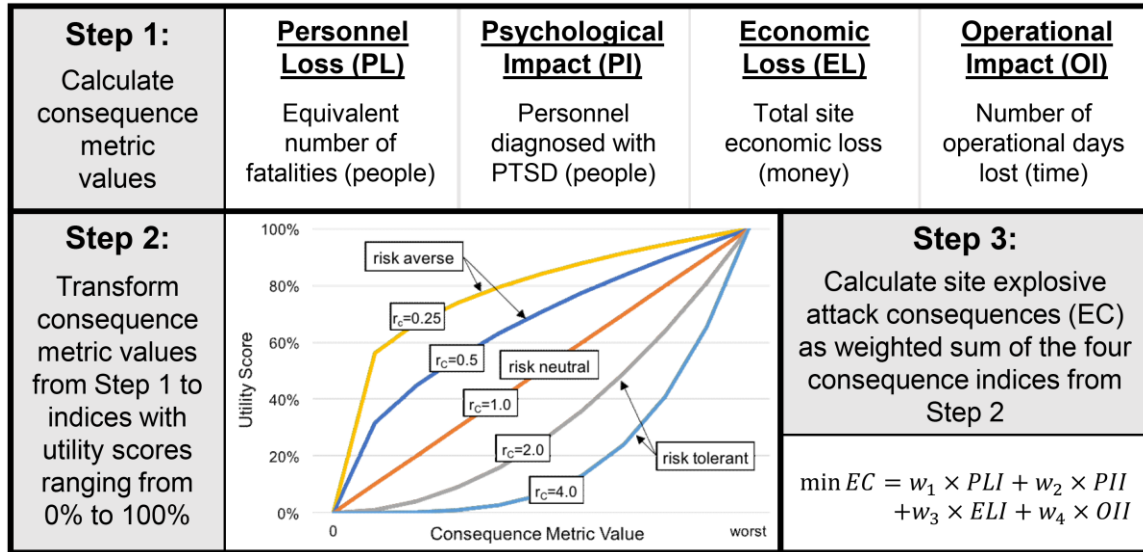 Step 1:
Calculate
consequence
metric
values
Personnel
Loss (PL)
Equivalent
number of
fatalities (people)
Psychological
Impact (PI)
Personnel
diagnosed with
PTSD (people)
Economic
Loss (EL)
Total site
economic loss
(money)
Operational
Impact (OI)
Number of
operational days
lost (time)
Step 2:
Transform
consequence
metric values
from Step 1 to
indices with
utility scores
ranging from
0% to 100%
Utility Score
100%
80%
60%
40%
20%
0%
risk averse
r_C=0.25
r_C=0.5
risk neutral
r_C=1.0
r_C=2.0
risk tolerant
r_C=4.0
0
Consequence Metric Value
worst
Step 3:
Calculate site explosive
attack consequences (EC)
as weighted sum of the four
consequence indices from
Step 2
min EC = w₁ × PLI + w₂ × PII
+w₃ × ELI + w₄ × OII